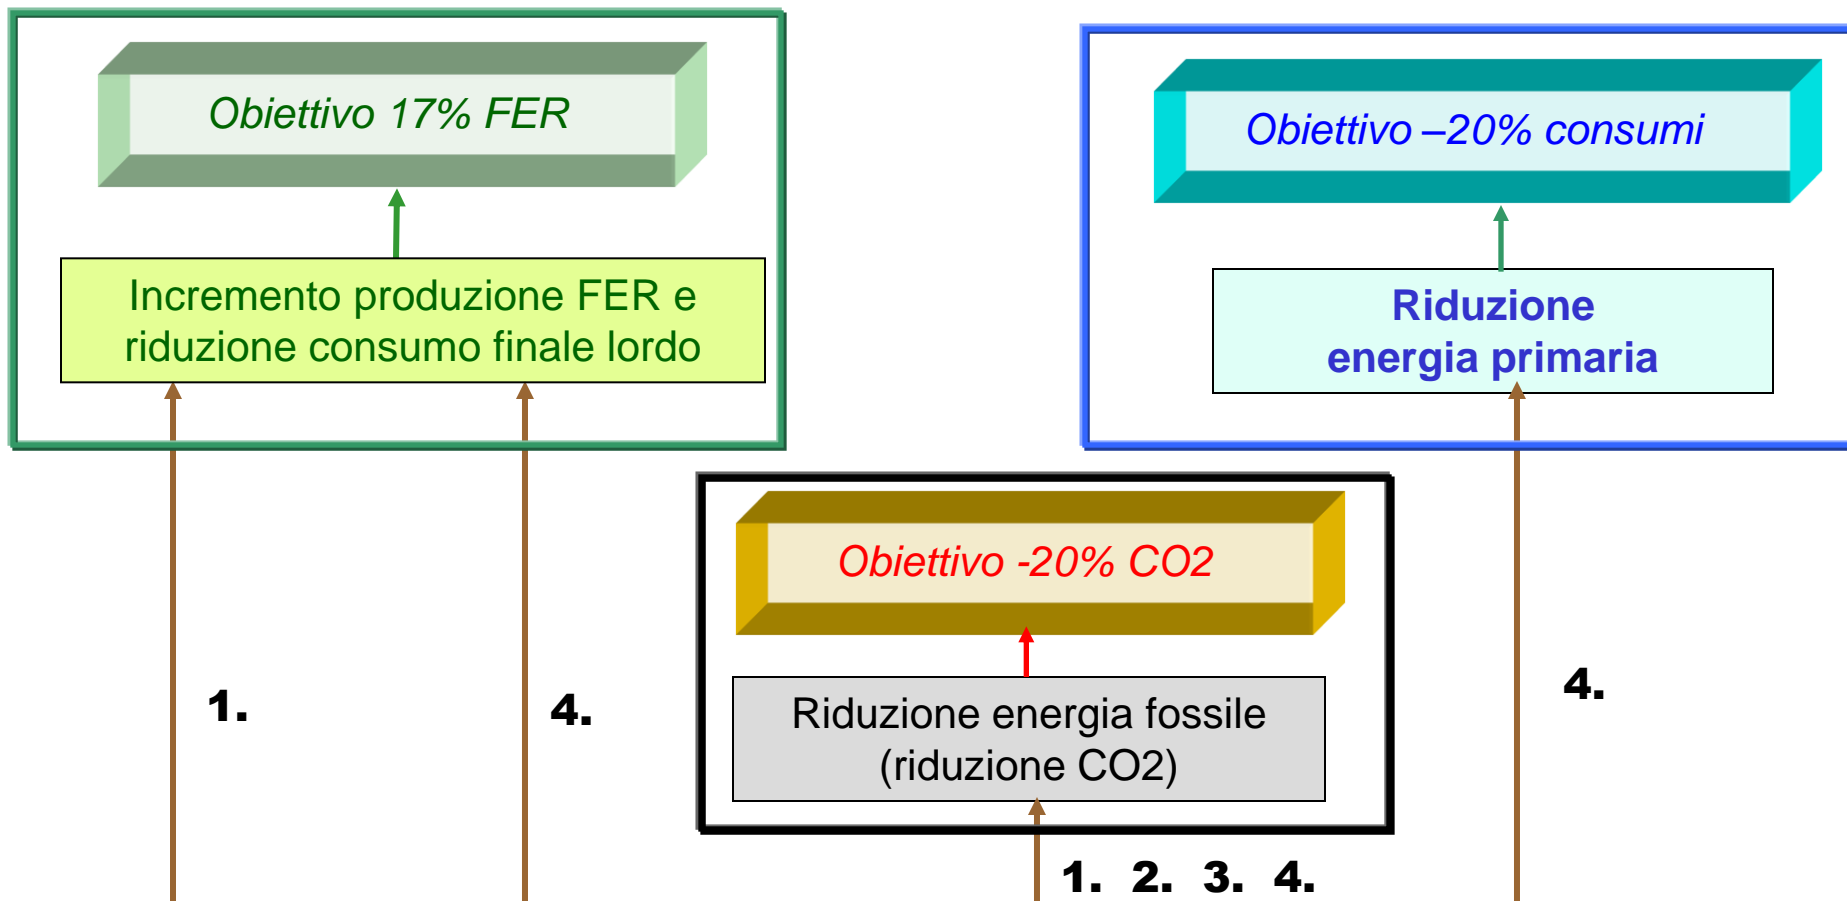 Obiettivo 17% FER
Incremento produzione FER e
riduzione consumo finale lordo
Obiettivo –20% consumi
Riduzione
energia primaria
Obiettivo -20% CO2
Riduzione energia fossile
(riduzione CO2)
1.
4.
4.
1. 2. 3. 4.